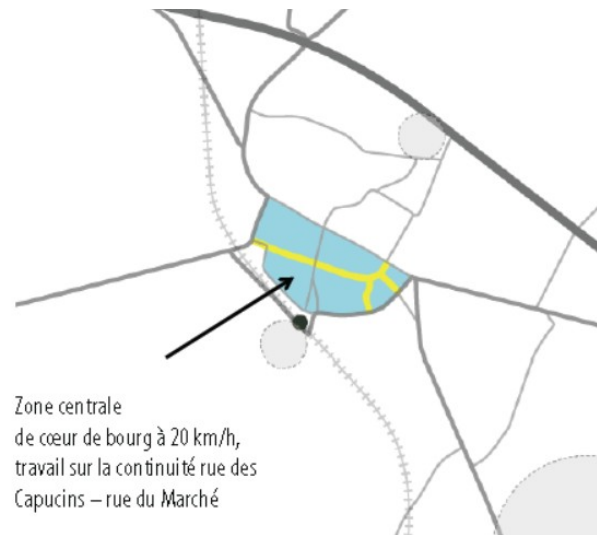 Zone centrale
de cœur de bourg à 20 km/h,
travail sur la continuité rue des
Capucins – rue du Marché